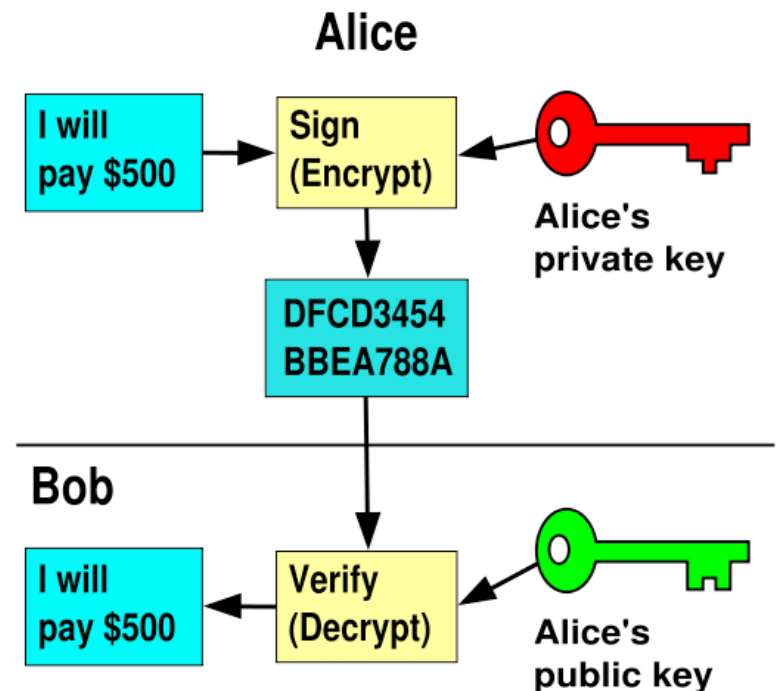 Alice
I will
pay $500
Sign
(Encrypt)
Alice's
private key
DFCD3454
BBEA788A
Bob
I will
pay $500
Verify
(Decrypt)
Alice's
public key